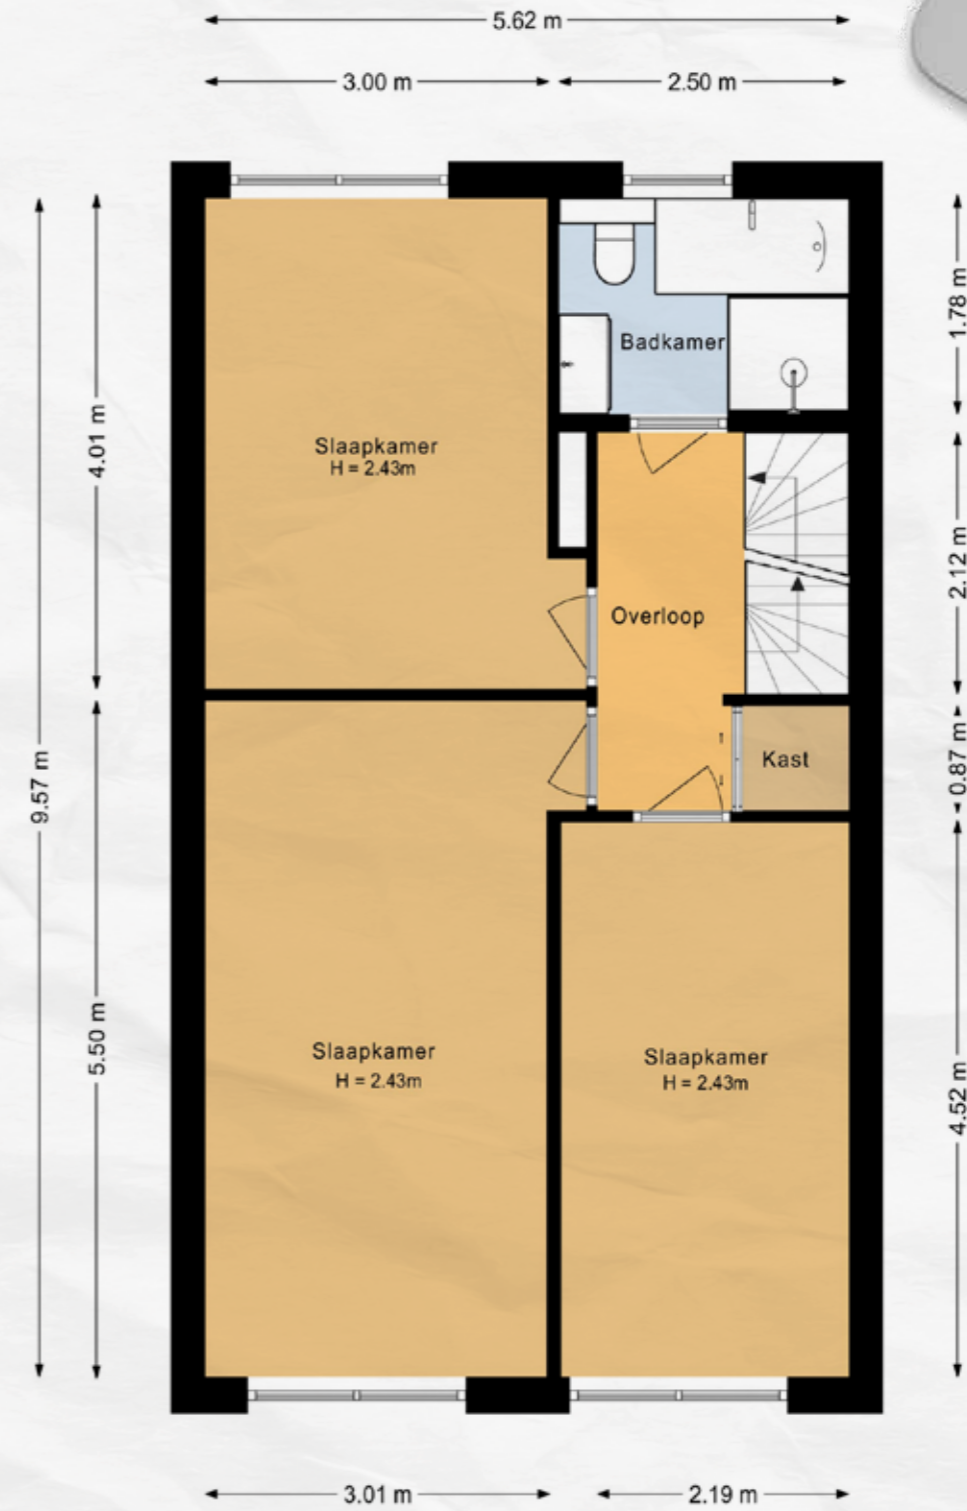 5.62 m
3.00 m
2.50 m
1.78 m
Badkamer
4.01 m
Slaapkamer
H = 2.43m
2.12 m
Overloop
9.57 m
0.87 m
Kast
5.50 m
Slaapkamer
H = 2.43m
Slaapkamer
H = 2.43m
4.52 m
3.01 m
2.19 m